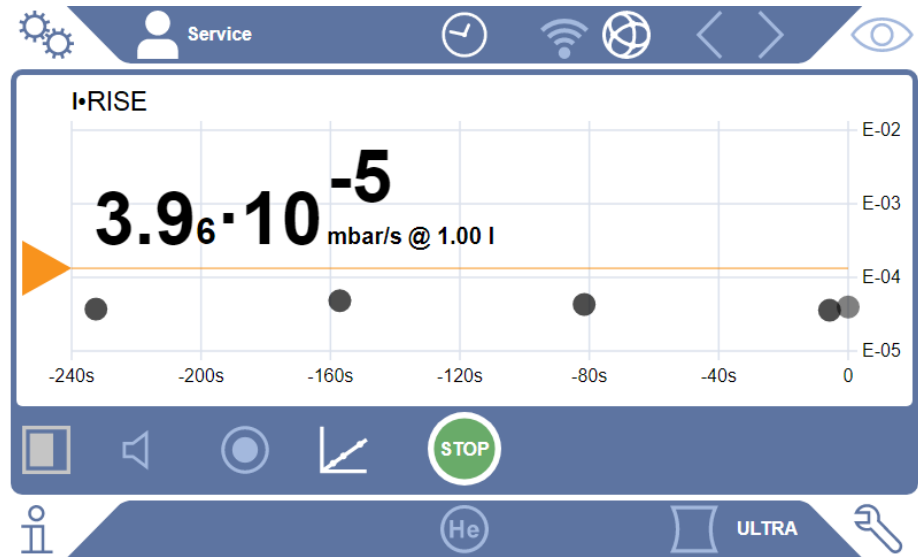 Service
I•RISE
3.96·10-5 mbar/s @ 1.00 l
E-02
E-03
E-04
E-05
-240s -200s -160s -120s -80s -40s 0
STOP
He
ULTRA